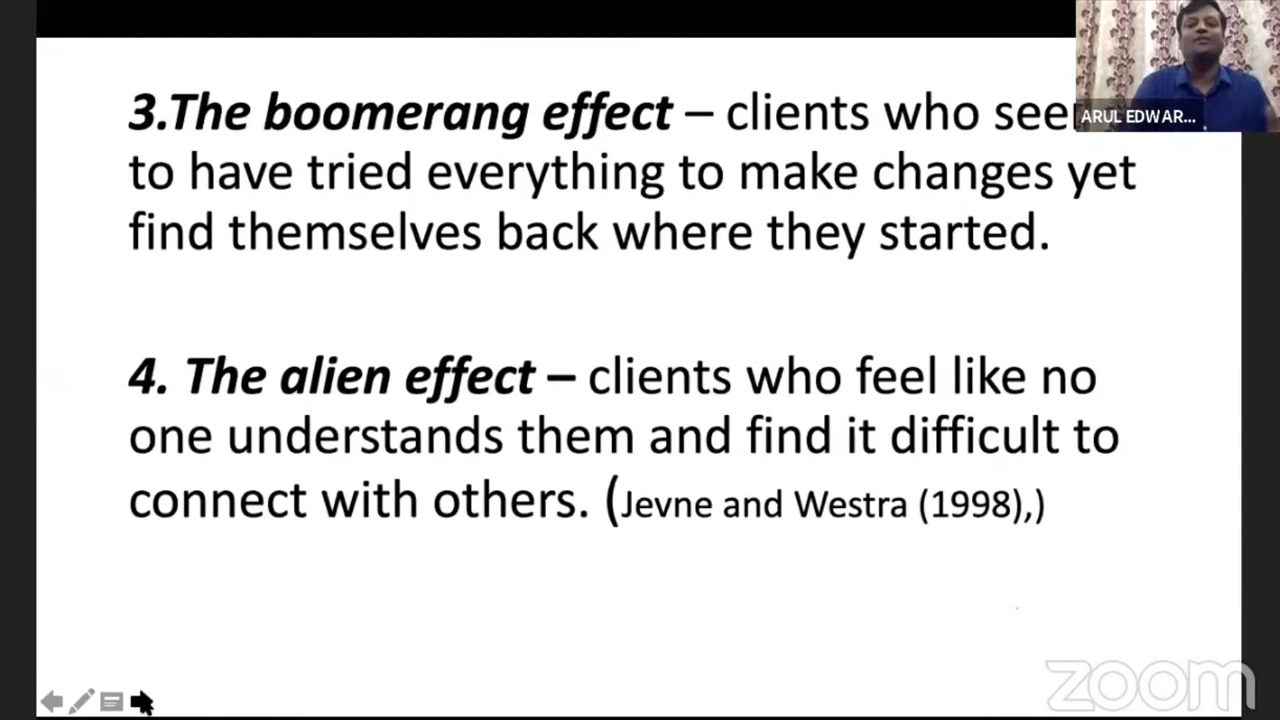 3.The boomerang effect – clients who see
to have tried everything to make changes yet
find themselves back where they started.
4. The alien effect – clients who feel like no
one understands them and find it difficult to
connect with others. (Jevne and Westra (1998),)
ARUL EDWAR...
zoom